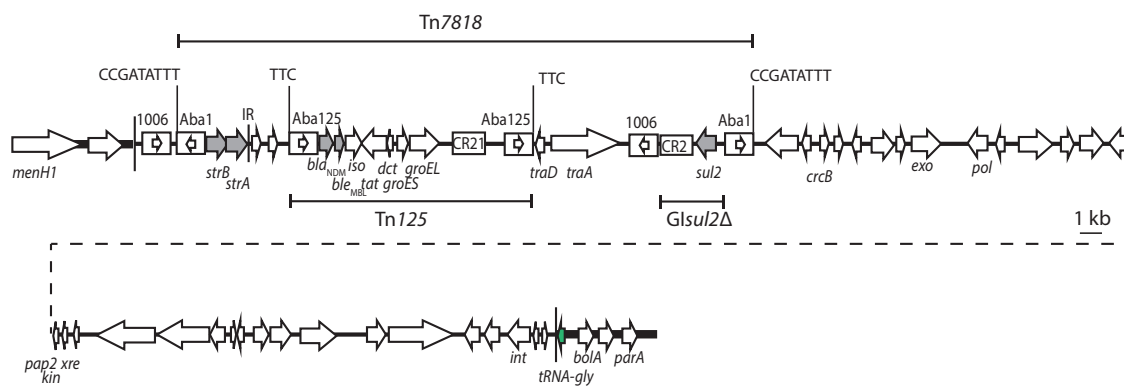 Tn7818
CCGATATTT TTC TTC CCGATATTT
1006 Aba1 IR Aba125 Aba125 1006 Aba1
CR21 CR2
menH1 strB strA blaNDM bleMBL iso tat dct groES groEL traD traA sul2 crcB exo pol
Tn125 GIsul2Δ 1 kb
pap2 xre int bolA parA
kin tRNA-gly